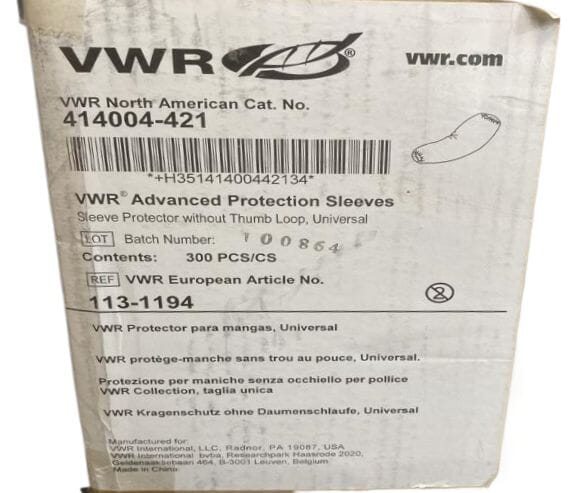 VWR®
vwr.com
VWR North American Cat. No.
414004-421
*+H35141400442134*
VWR® Advanced Protection Sleeves
Sleeve Protector without Thumb Loop, Universal
LOT Batch Number: 100864
Contents: 300 PCS/CS
REF VWR European Article No.
113-1194
2
VWR Protector para mangas, Universal
VWR protège-manche sans trou au pouce, Universal.
Protezione per maniche senza occhiello per pollice
VWR Collection, taglia unica
VWR Kragenschutz ohne Daumenschlaufe, Universal
Manufactured for:
VWR International, LLC, Radnor, PA 19087, USA
VWR International bvba, Researchpark Haasrode 2020,
Geldenaaksebaan 464, B-3001 Leuven, Belgium
Made in China